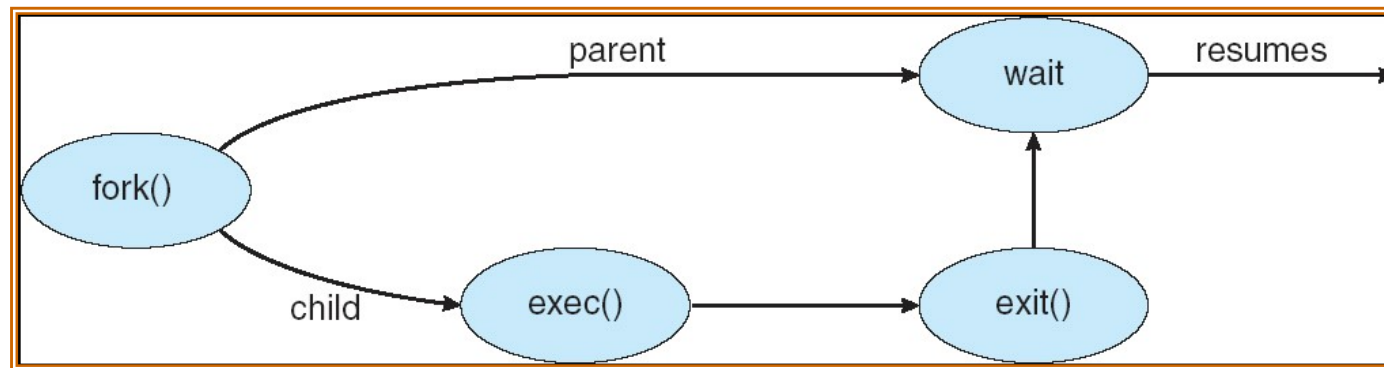 parent
wait
resumes
fork()
child
exec()
exit()